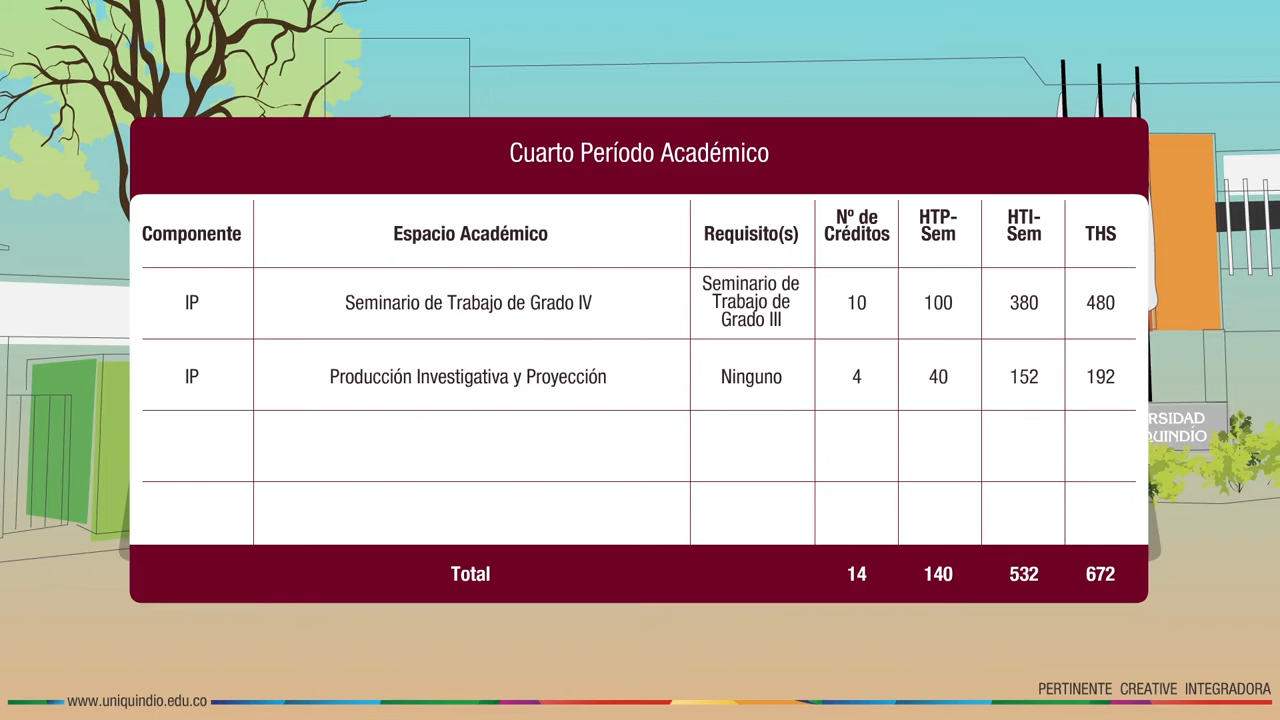 Cuarto Período Académico
Componente
Espacio Académico
Requisito(s)
Nº de
Créditos
HTP-
Sem
HTI-
Sem
THS
IP
Seminario de Trabajo de Grado IV
Seminario de
Trabajo de
Grado III
10
100
380
480
IP
Producción Investigativa y Proyección
Ninguno
4
40
152
192
Total
14
140
532
672
RSIDAD
QUINDÍO
PERTINENTE CREATIVE INTEGRADORA
www.uniquindio.edu.co